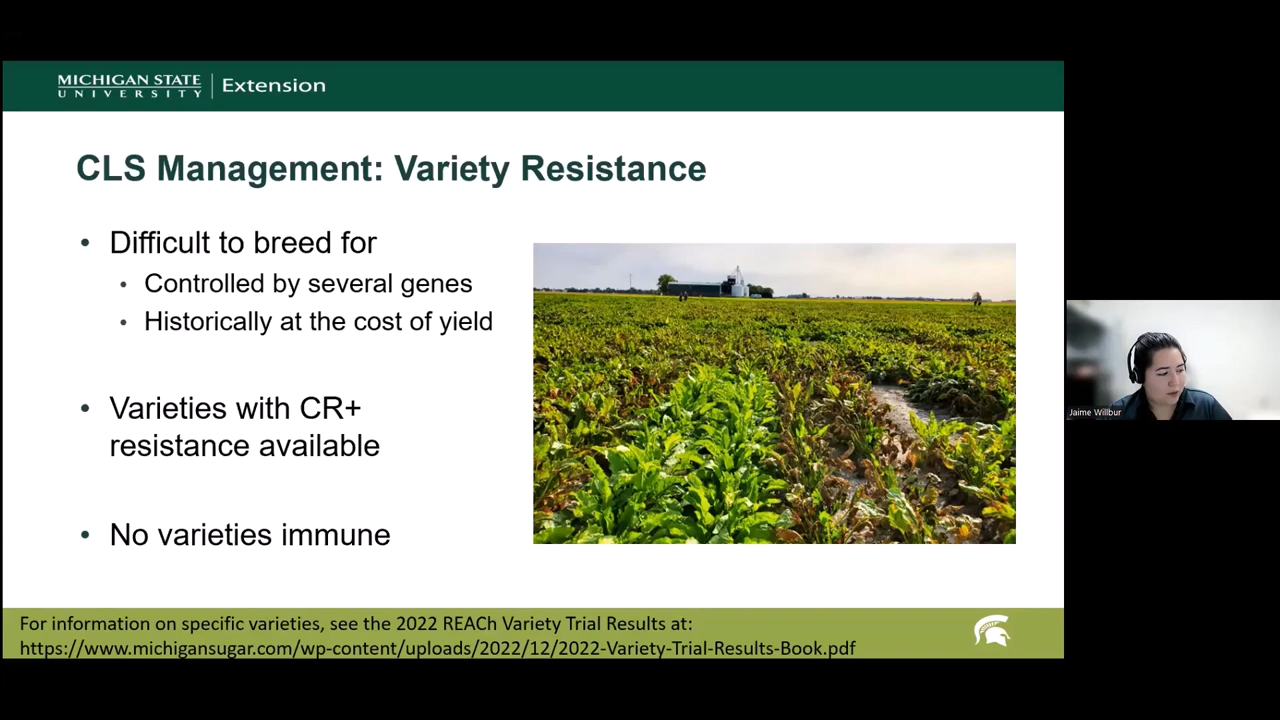 MICHIGAN STATE
UNIVERSITY
Extension
CLS Management: Variety Resistance
• Difficult to breed for
• Controlled by several genes
• Historically at the cost of yield
• Varieties with CR+
resistance available
• No varieties immune
Jaime Willbur
For information on specific varieties, see the 2022 REACh Variety Trial Results at:
https://www.michigansugar.com/wp-content/uploads/2022/12/2022-Variety-Trial-Results-Book.pdf